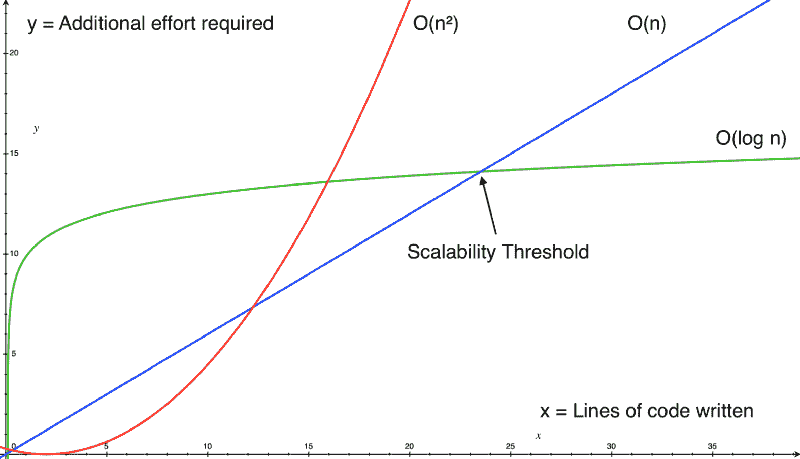 y = Additional effort required
O(n²)
O(n)
20
y
15
O(log n)
10
Scalability Threshold
5
x = Lines of code written
x
0 5 10 15 20 25 30 35